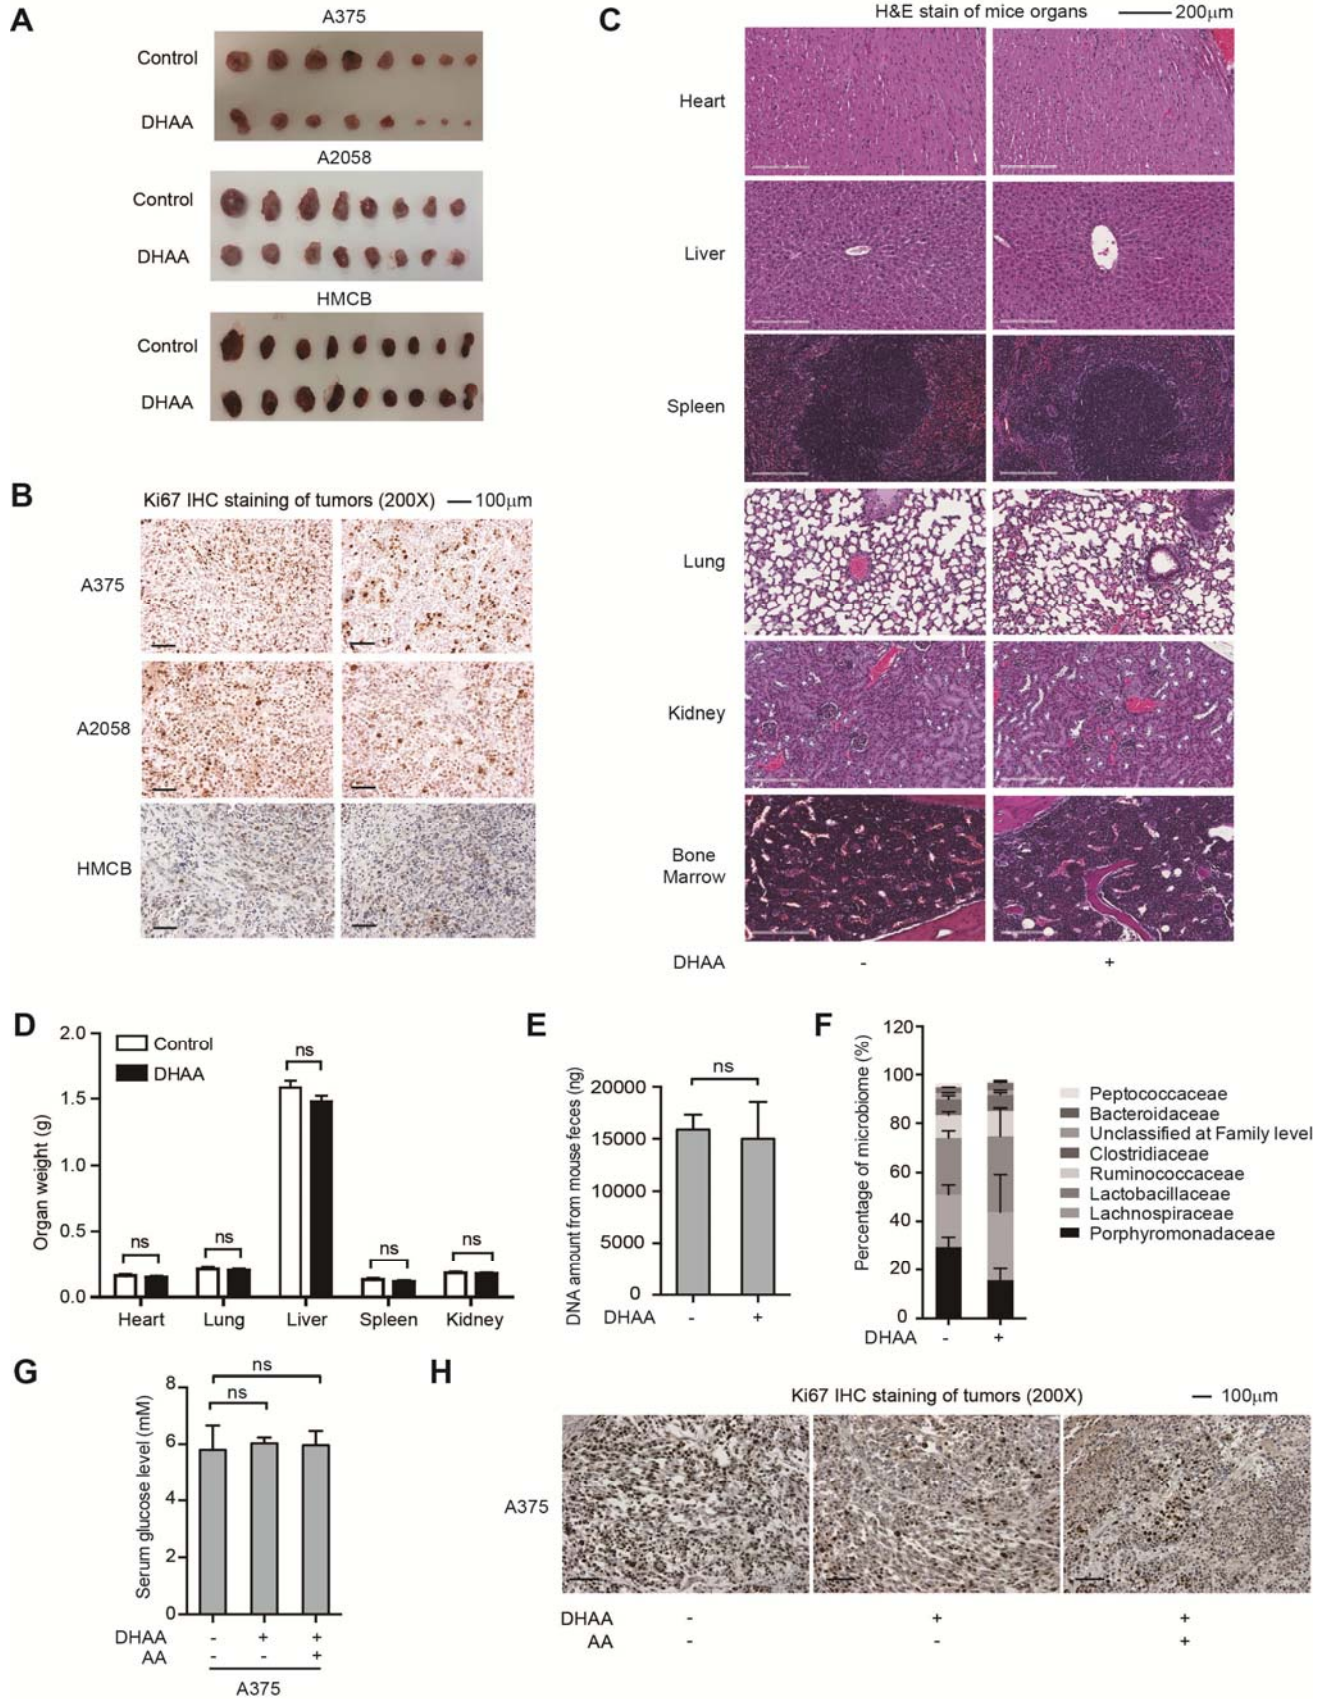 A
A375
Control
DHAA
A2058
Control
DHAA
HMCB
Control
DHAA
B
Ki67 IHC staining of tumors (200X)
100μm
A375
A2058
HMCB
C
H&E stain of mice organs
200μm
Heart
Liver
Spleen
Lung
Kidney
Bone
Marrow
DHAA
-
+
D
2.0
1.5
1.0
0.5
0.0
Organ weight (g)
Control
DHAA
ns
ns
ns
ns
ns
Heart
Lung
Liver
Spleen
Kidney
E
DNA amount from mouse feces (ng)
20000
15000
10000
5000
0
ns
DHAA
-
+
F
Percentage of microbiome (%)
120
100
80
60
40
20
0
DHAA
-
+
Peptococcaceae
Bacteroidaceae
Unclassified at Family level
Clostridiaceae
Ruminococcaceae
Lactobacillaceae
Lachnospiraceae
Porphyromonadaceae
G
Serum glucose level (mM)
8
6
4
2
0
ns
ns
DHAA - + +
AA - - +
A375
H
Ki67 IHC staining of tumors (200X)
100μm
A375
DHAA - + +
AA - - +